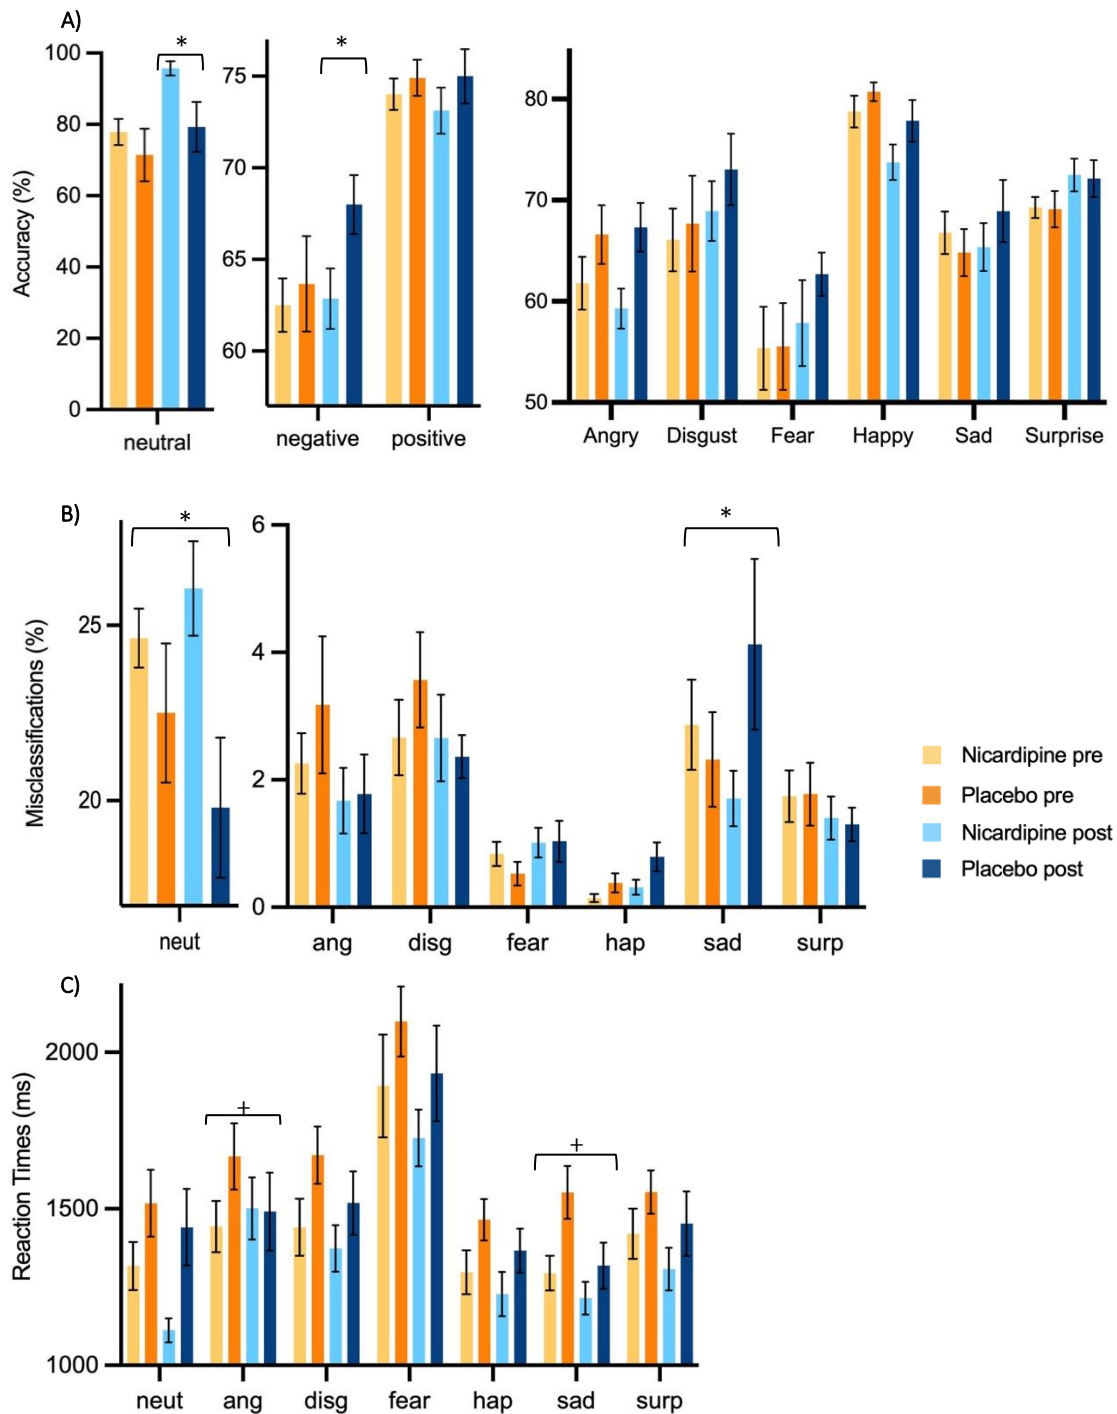 A)
Accuracy (%)
100
80
60
40
20
0
*
neutral
75
70
65
60
*
negative positive
80
70
60
50
Angry Disgust Fear Happy Sad Surprise
B)
Misclassifications (%)
25
20
*
neut
6
4
2
0
*
ang disg fear hap sad surp
Nicardipine pre
Placebo pre
Nicardipine post
Placebo post
C)
Reaction Times (ms)
2000
1500
1000
+
+
neut ang disg fear hap sad surp